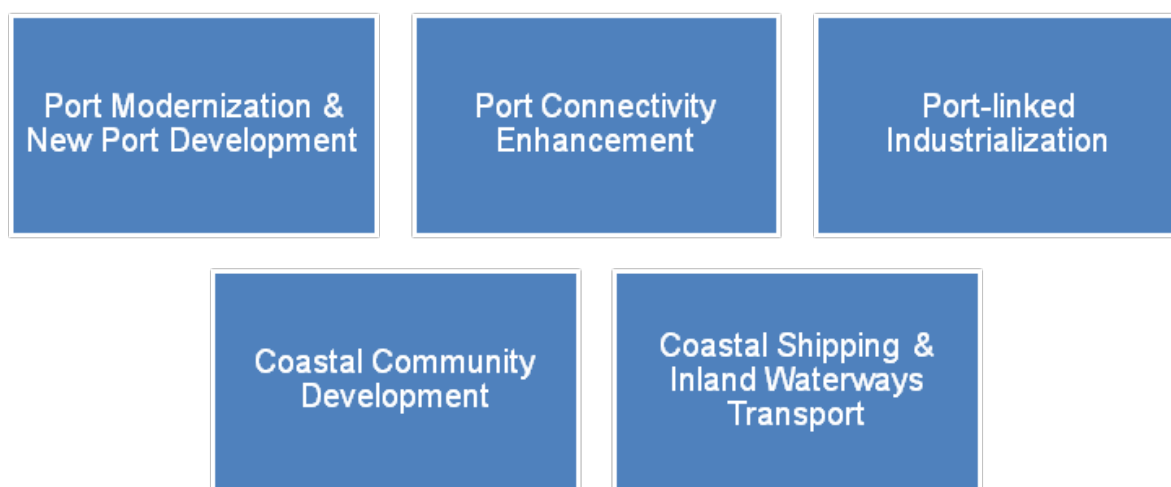 Port Modernization &
New Port Development
Port Connectivity
Enhancement
Port-linked
Industrialization
Coastal Community
Development
Coastal Shipping &
Inland Waterways
Transport